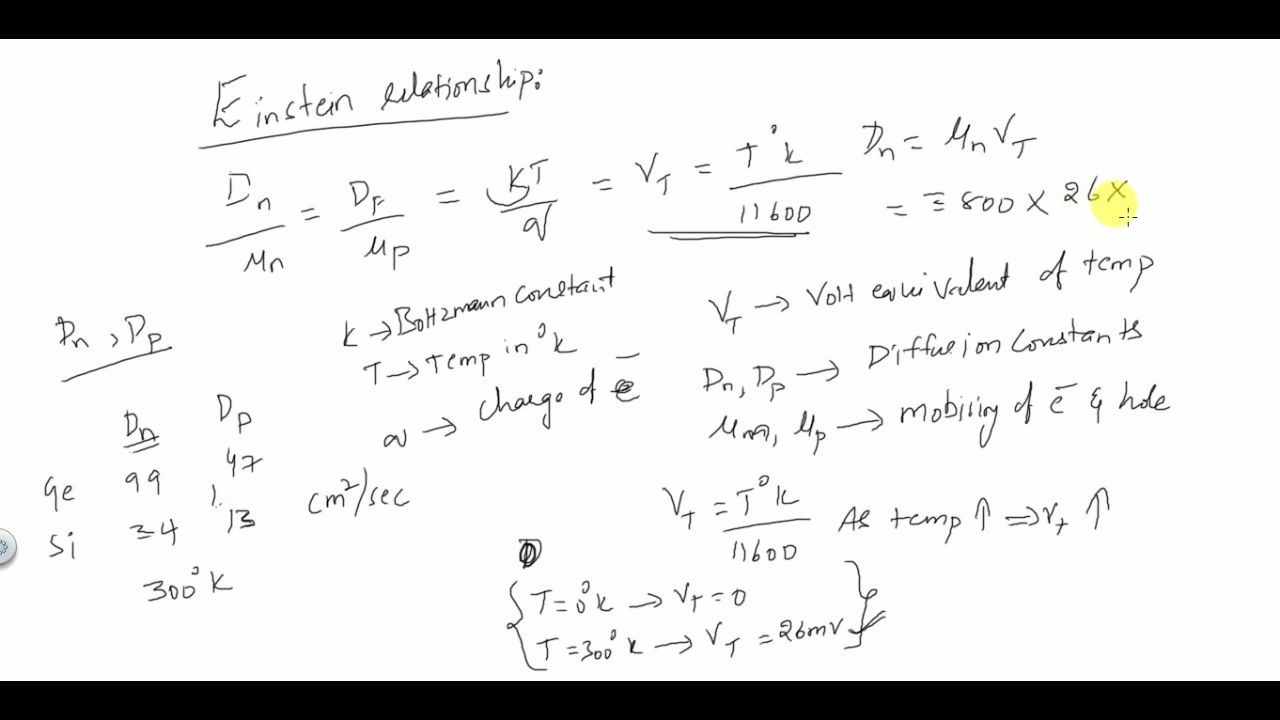 Einstein relationship:
Dn/μn = Dp/μp = KT/q = VT = T°k/11600
Dn = μn VT
= = 800 × 26 ×
Dn, Dp
K → Boltzmann constant
T → Temp in °k
q → charge of e⁻
VT → Volt equivalent of temp
Dn, Dp → Diffusion constants
μn, μp → mobility of e⁻ & hole
Dn Dp
Ge 99 47
Si 34 13 cm²/sec
300°K
VT = T°K/11600 As temp ↑ ⇒ Vt ↑
T = 0°k → VT = 0
T = 300°k → VT = 26mV